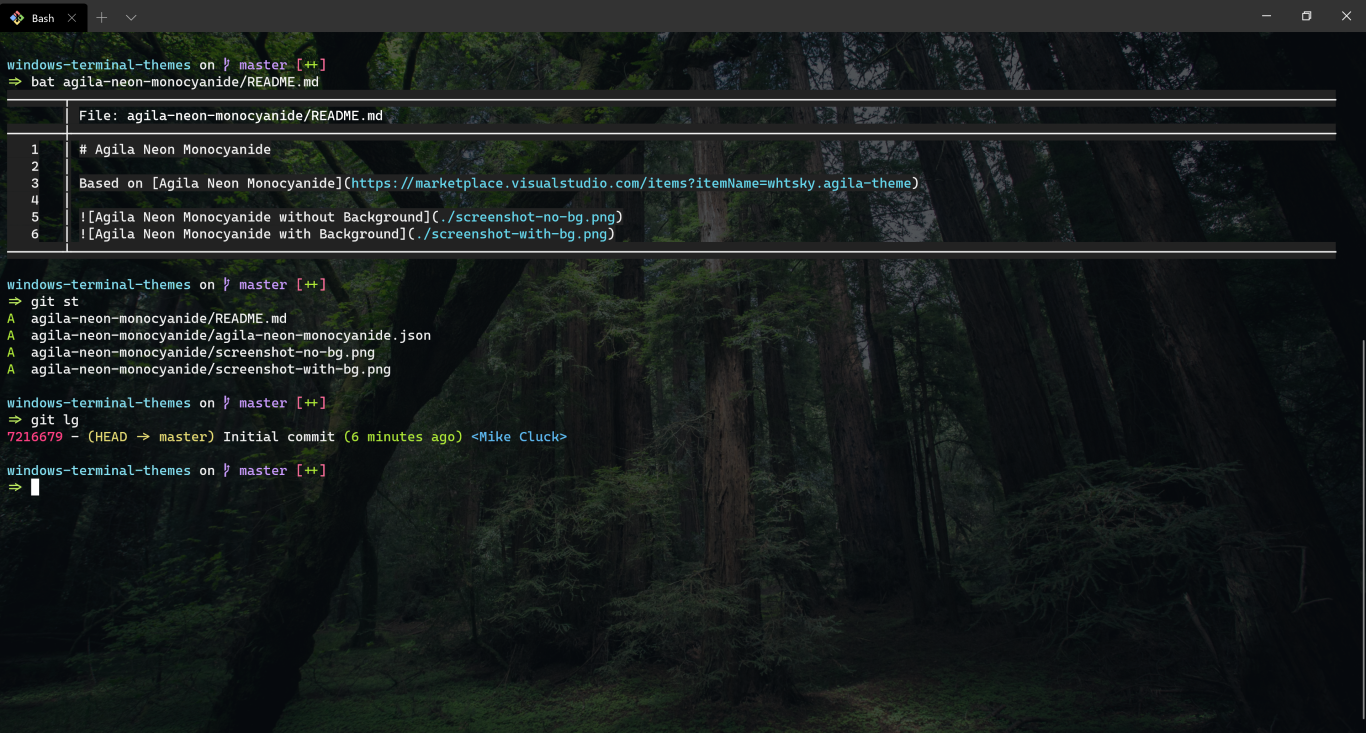 Bash
windows-terminal-themes on master [++]
=> bat agila-neon-monocyanide/README.md
File: agila-neon-monocyanide/README.md
1 # Agila Neon Monocyanide
2
3 Based on [Agila Neon Monocyanide](https://marketplace.visualstudio.com/items?itemName=whtsky.agila-theme)
4
5 ![Agila Neon Monocyanide without Background](./screenshot-no-bg.png)
6 ![Agila Neon Monocyanide with Background](./screenshot-with-bg.png)
windows-terminal-themes on master [++]
=> git st
A agila-neon-monocyanide/README.md
A agila-neon-monocyanide/agila-neon-monocyanide.json
A agila-neon-monocyanide/screenshot-no-bg.png
A agila-neon-monocyanide/screenshot-with-bg.png
windows-terminal-themes on master [++]
=> git lg
7216679 - (HEAD -> master) Initial commit (6 minutes ago) <Mike Cluck>
windows-terminal-themes on master [++]
=>